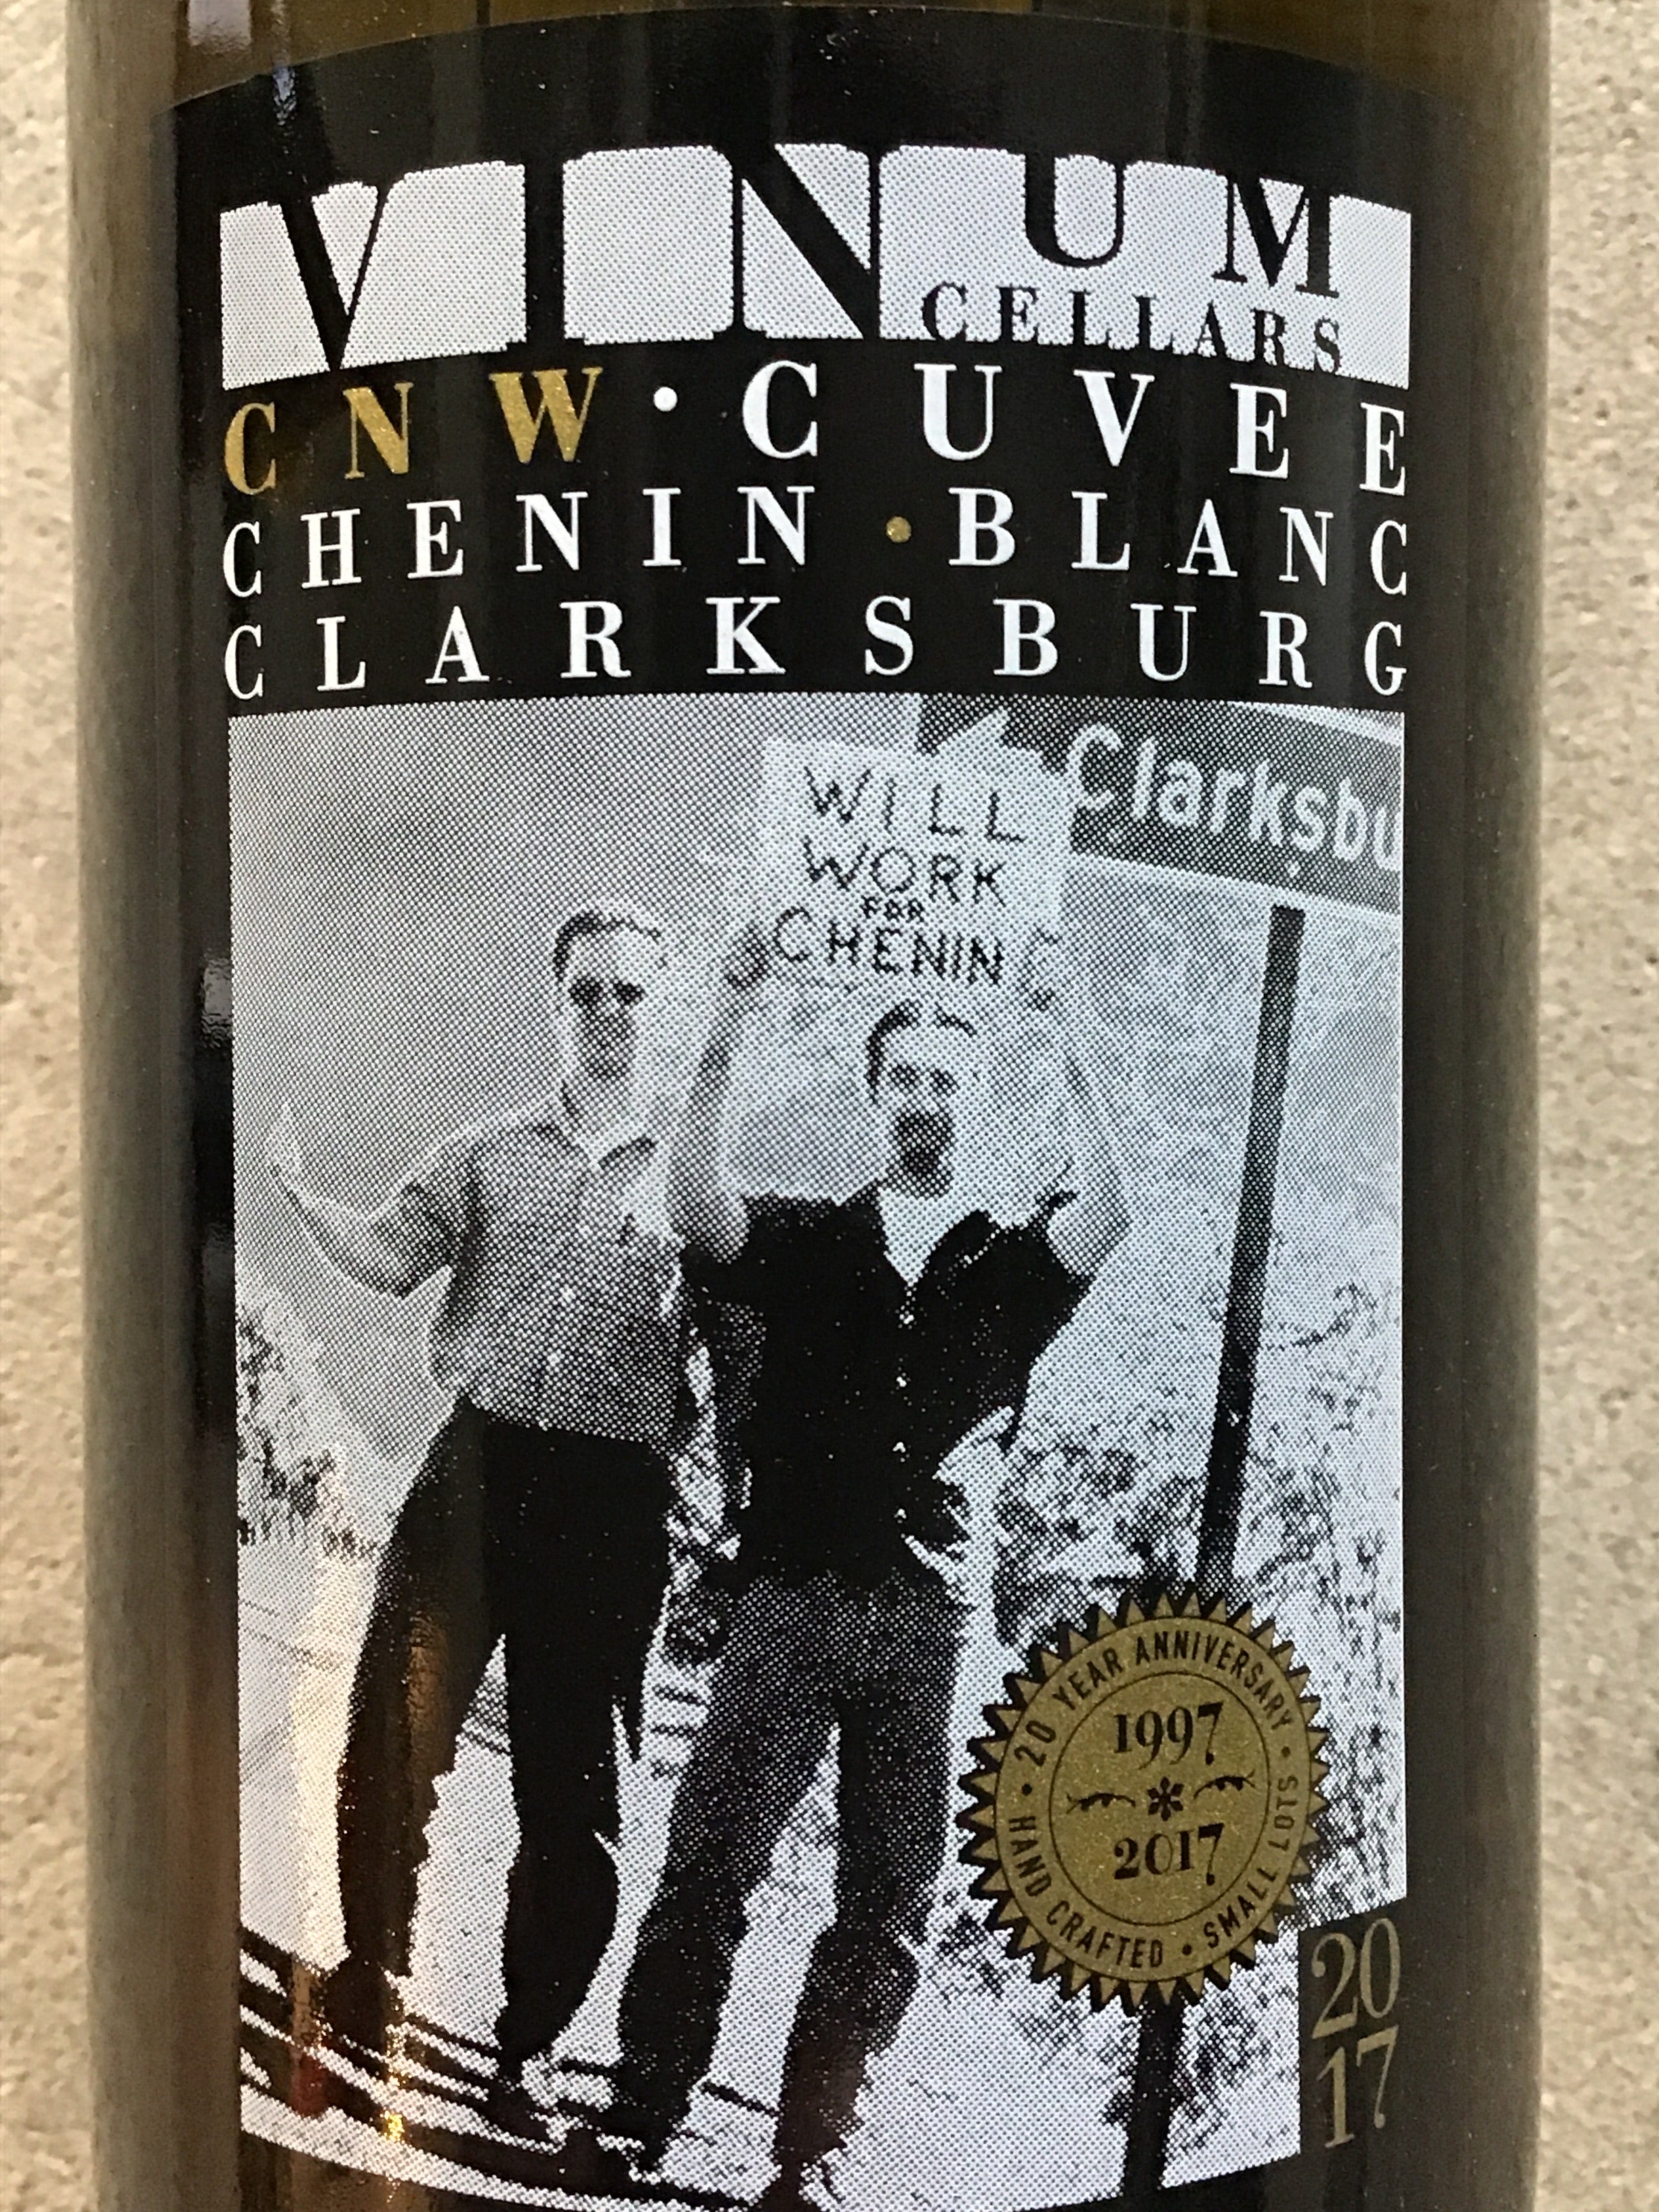 VINUM
CELLARS
CNW · CUVEE
CHENIN · BLANC
CLARKSBURG
Clarksbu
WILL
WORK
FOR
CHENIN
· 20 YEAR ANNIVERSARY ·
1997
2017
HAND CRAFTED · SMALL LOTS
20
17